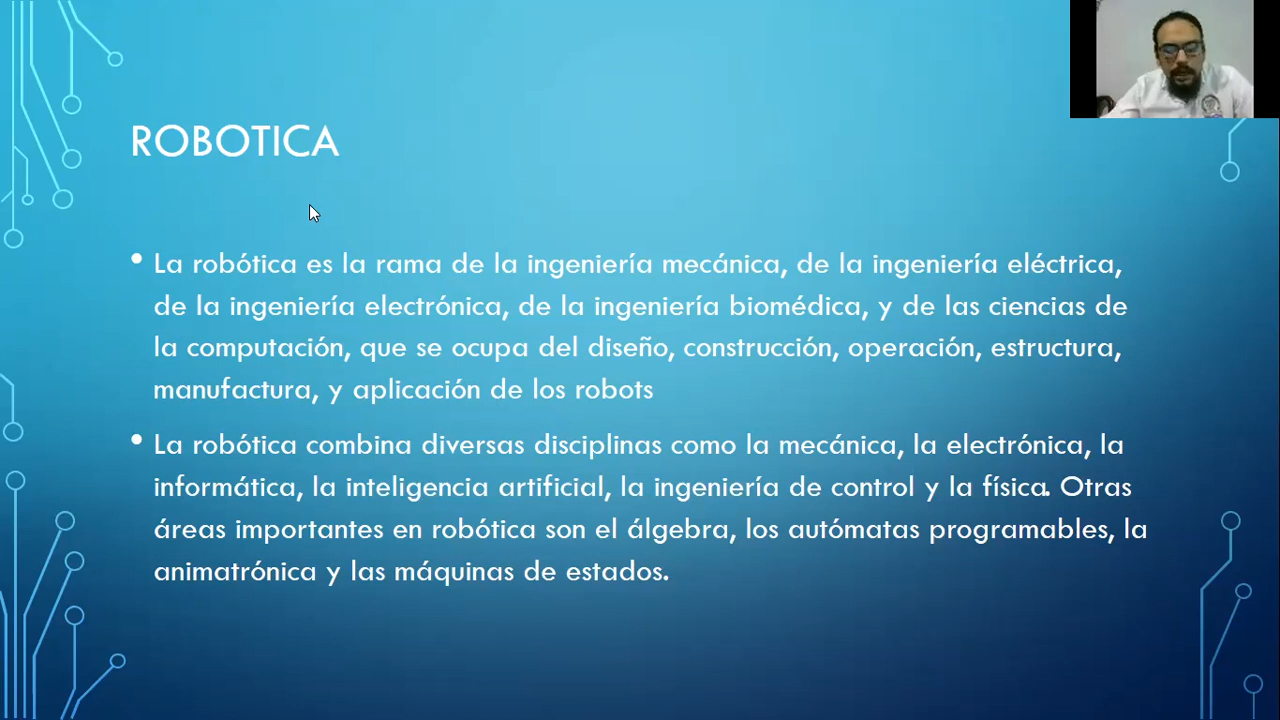 ROBOTICA
• La robótica es la rama de la ingeniería mecánica, de la ingeniería eléctrica,
de la ingeniería electrónica, de la ingeniería biomédica, y de las ciencias de
la computación, que se ocupa del diseño, construcción, operación, estructura,
manufactura, y aplicación de los robots
• La robótica combina diversas disciplinas como la mecánica, la electrónica, la
informática, la inteligencia artificial, la ingeniería de control y la física. Otras
áreas importantes en robótica son el álgebra, los autómatas programables, la
animatrónica y las máquinas de estados.